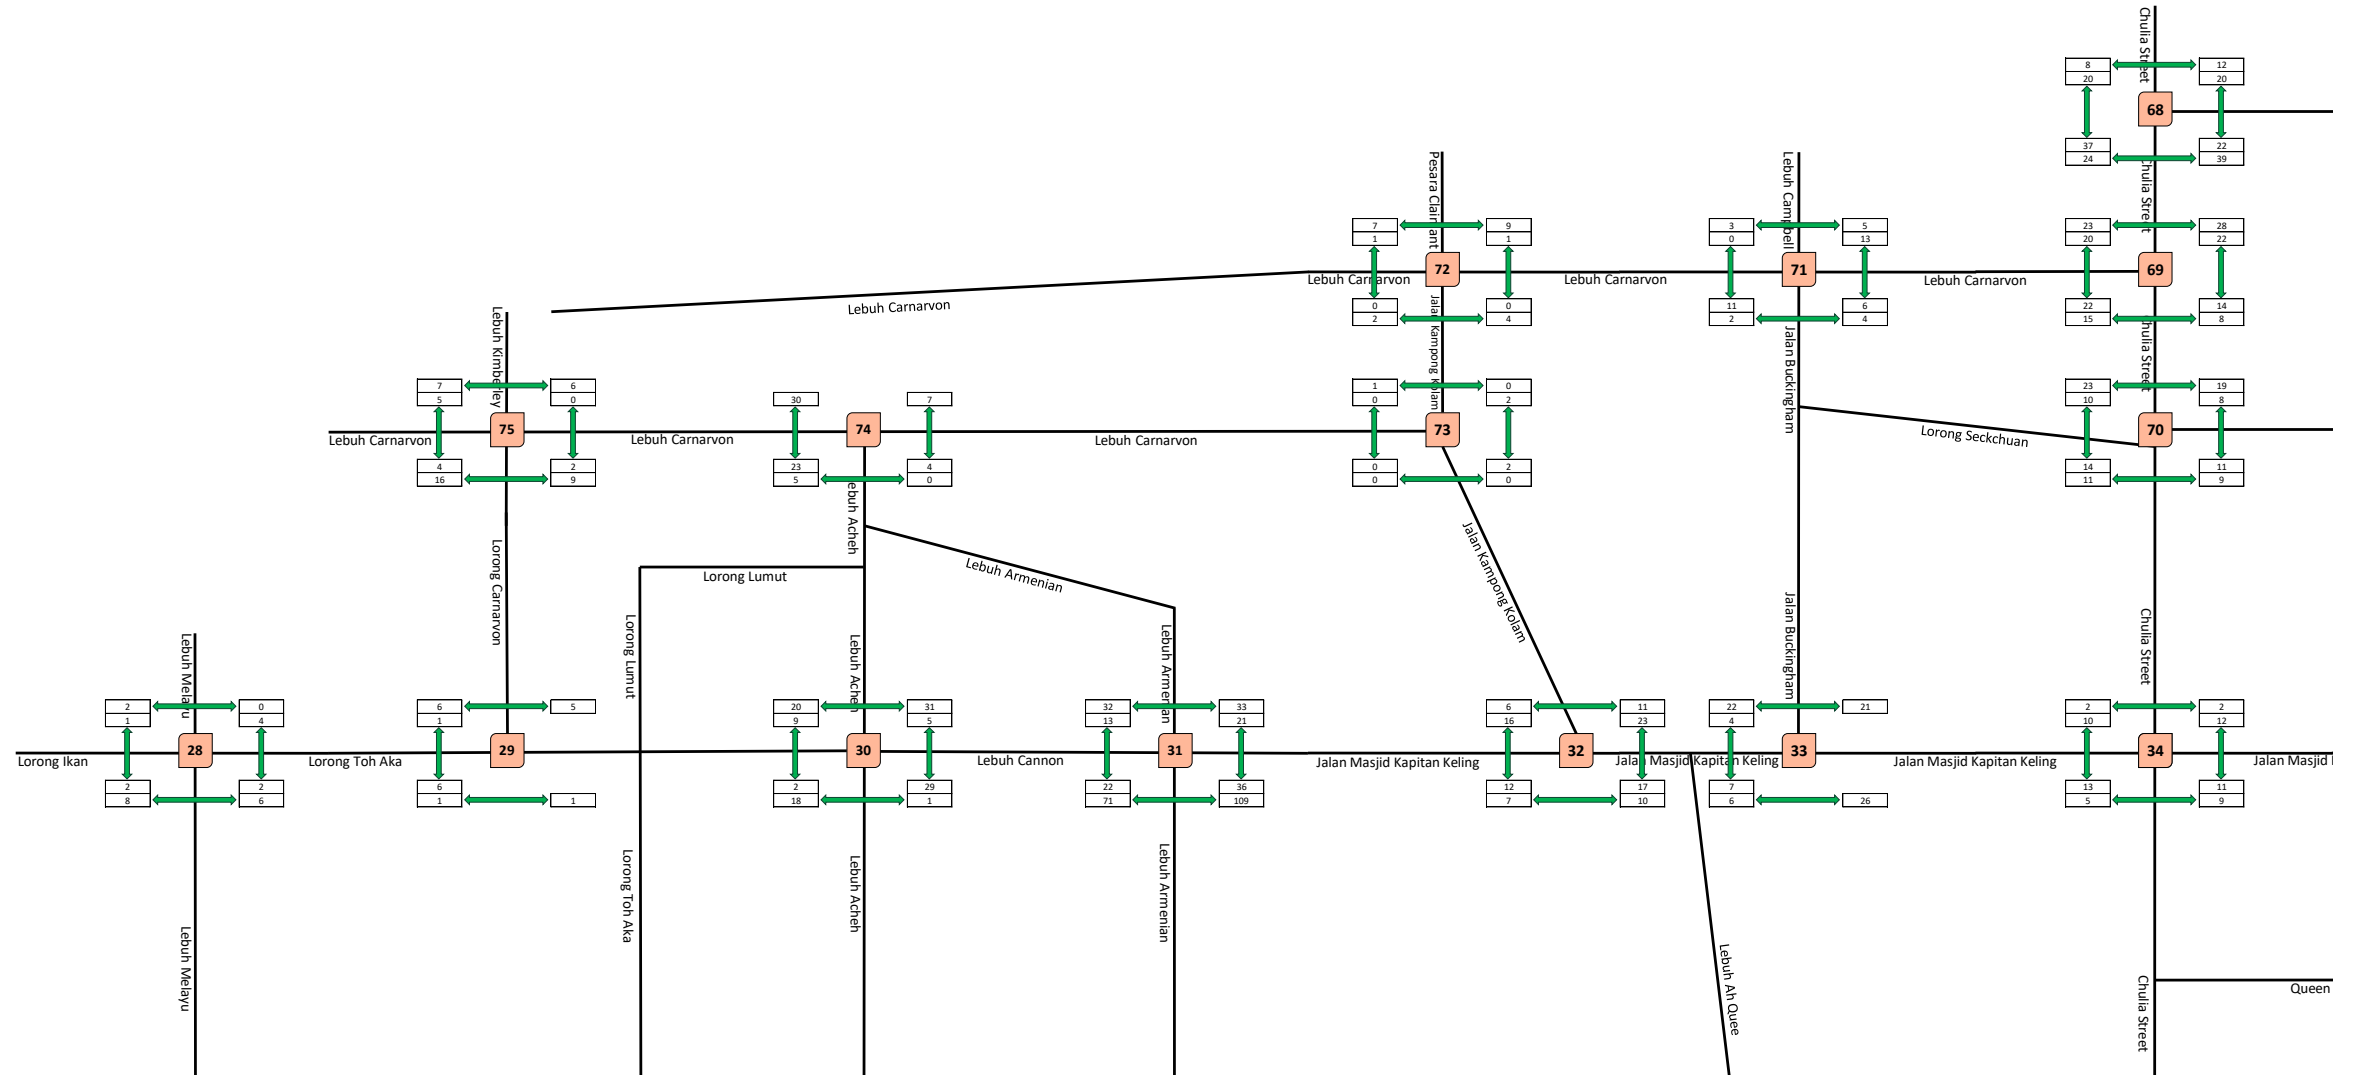 Chulia Street
8 12
20 20
68
37 22
24 39
Chulia Street
Pesara Claimant
7 9
1 1
72
Lebuh Carnarvon
0 0
2 4
Lebuh Carnarvon
Lebuh Campbell
3 5
0 13
71
11 6
2 4
Lebuh Carnarvon
23 28
20 22
69
22 14
15 8
Chulia Street
Lebuh Carnarvon
Lebuh Kimberley
7 6
5 0
75
Lebuh Carnarvon
4 2
16 9
Lebuh Carnarvon
30 7
74
23 4
5 0
Lebuh Carnarvon
Jalan Kampong Kolam
1 0
0 2
73
0 2
0 0
Jalan Buckingham
Lorong Seckchuan
23 19
10 8
70
14 11
11 9
ebuh Acheh
Lorong Carnarvon
Lorong Lumut
Lebuh Armenian
Jalan Kampong Kolam
Jalan Buckingham
Chulia Street
Lorong Lumut
Lebuh Acheh
Lebuh Armenian
Lebuh Melayu
2 0
1 4
28
Lorong Ikan
2 2
8 6
Lorong Toh Aka
6 5
1
29
6
1 1
20 31
9 5
30
2 29
18 1
Lebuh Cannon
32 33
13 21
31
22 36
71 109
Jalan Masjid Kapitan Keling
6 11
16 23
32
12 17
7 10
Jalan Masjid Kapitan Keling
22 21
4
33
7
6 26
Jalan Masjid Kapitan Keling
2 2
10 12
34
13 11
5 9
Jalan Masjid
Lebuh Melayu
Lorong Toh Aka
Lebuh Acheh
Lebuh Armenian
Lebuh Ah Quee
Chulia Street
Queen